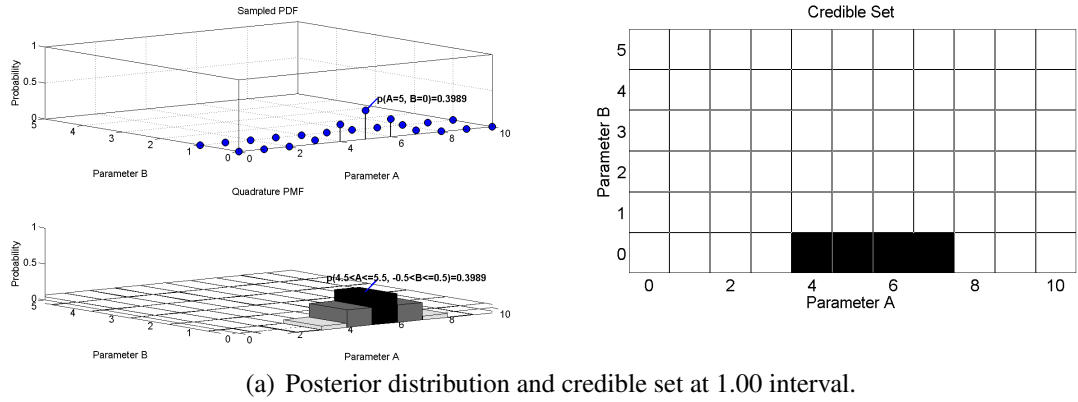 Sampled PDF
Probability
1
0.5
0
p(A=5, B=0)=0.3989
5 4 3 2 1 0
0 2 4 6 8 10
Parameter B
Parameter A
Quadrature PMF
Probability
1
0.5
0
p(4.5<A<=5.5, -0.5<B<=0.5)=0.3989
5 4 3 2 1 0
0 2 4 6 8 10
Parameter B
Parameter A
Credible Set
Parameter B
5
4
3
2
1
0
0 2 4 6 8 10
Parameter A
(a) Posterior distribution and credible set at 1.00 interval.